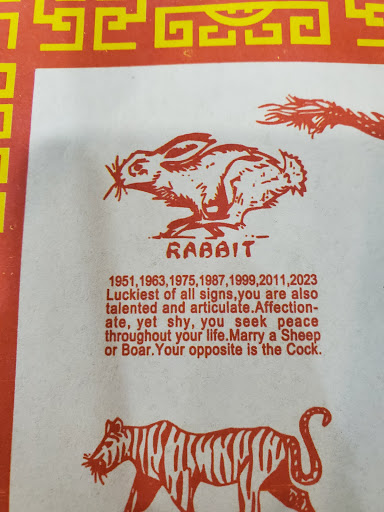 RABBIT
1951,1963,1975,1987,1999,2011,2023
Luckiest of all signs,you are also
talented and articulate.Affection-
ate, yet shy, you seek peace
throughout your life.Marry a Sheep
or Boar.Your opposite is the Cock.